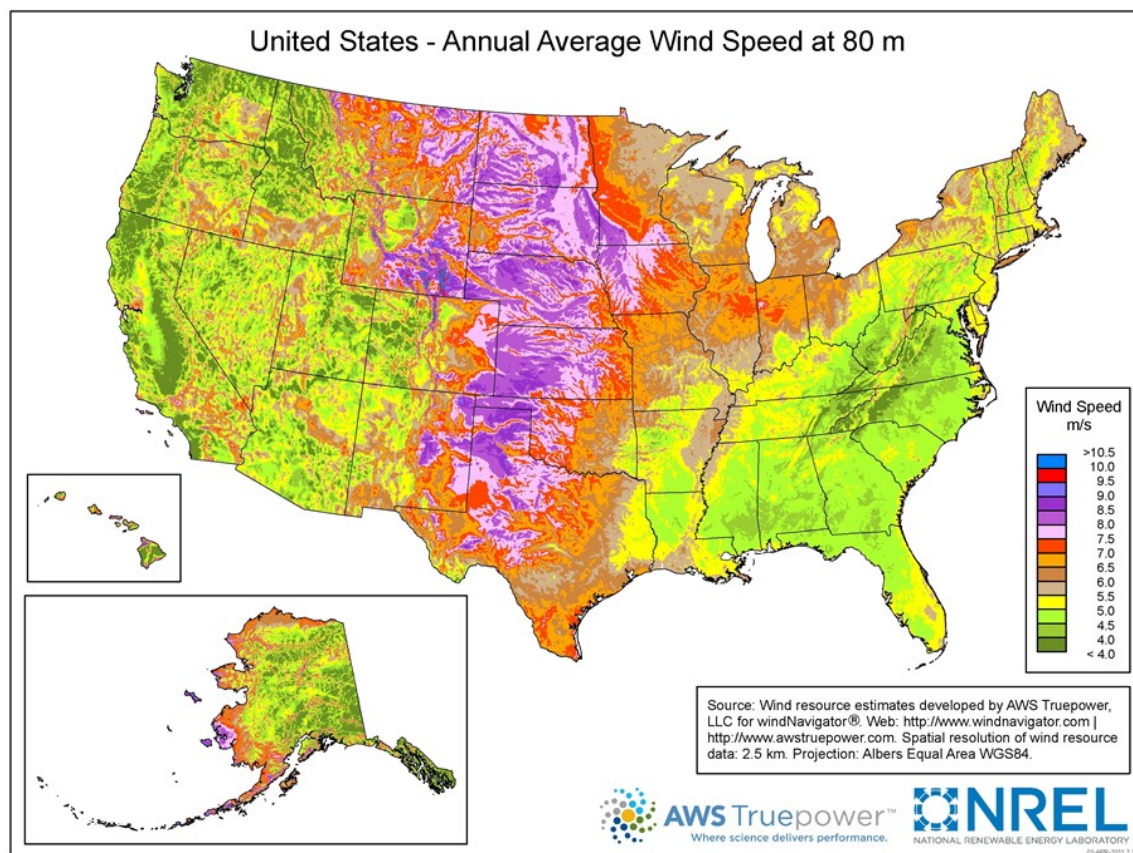 United States - Annual Average Wind Speed at 80 m
Wind Speed
m/s
>10.5
10.0
9.5
9.0
8.5
8.0
7.5
7.0
6.5
6.0
5.5
5.0
4.5
4.0
< 4.0
Source: Wind resource estimates developed by AWS Truepower,
LLC for windNavigator®. Web: http://www.windnavigator.com |
http://www.awstruepower.com. Spatial resolution of wind resource
data: 2.5 km. Projection: Albers Equal Area WGS84.
AWS Truepower™
Where science delivers performance.
NREL
NATIONAL RENEWABLE ENERGY LABORATORY